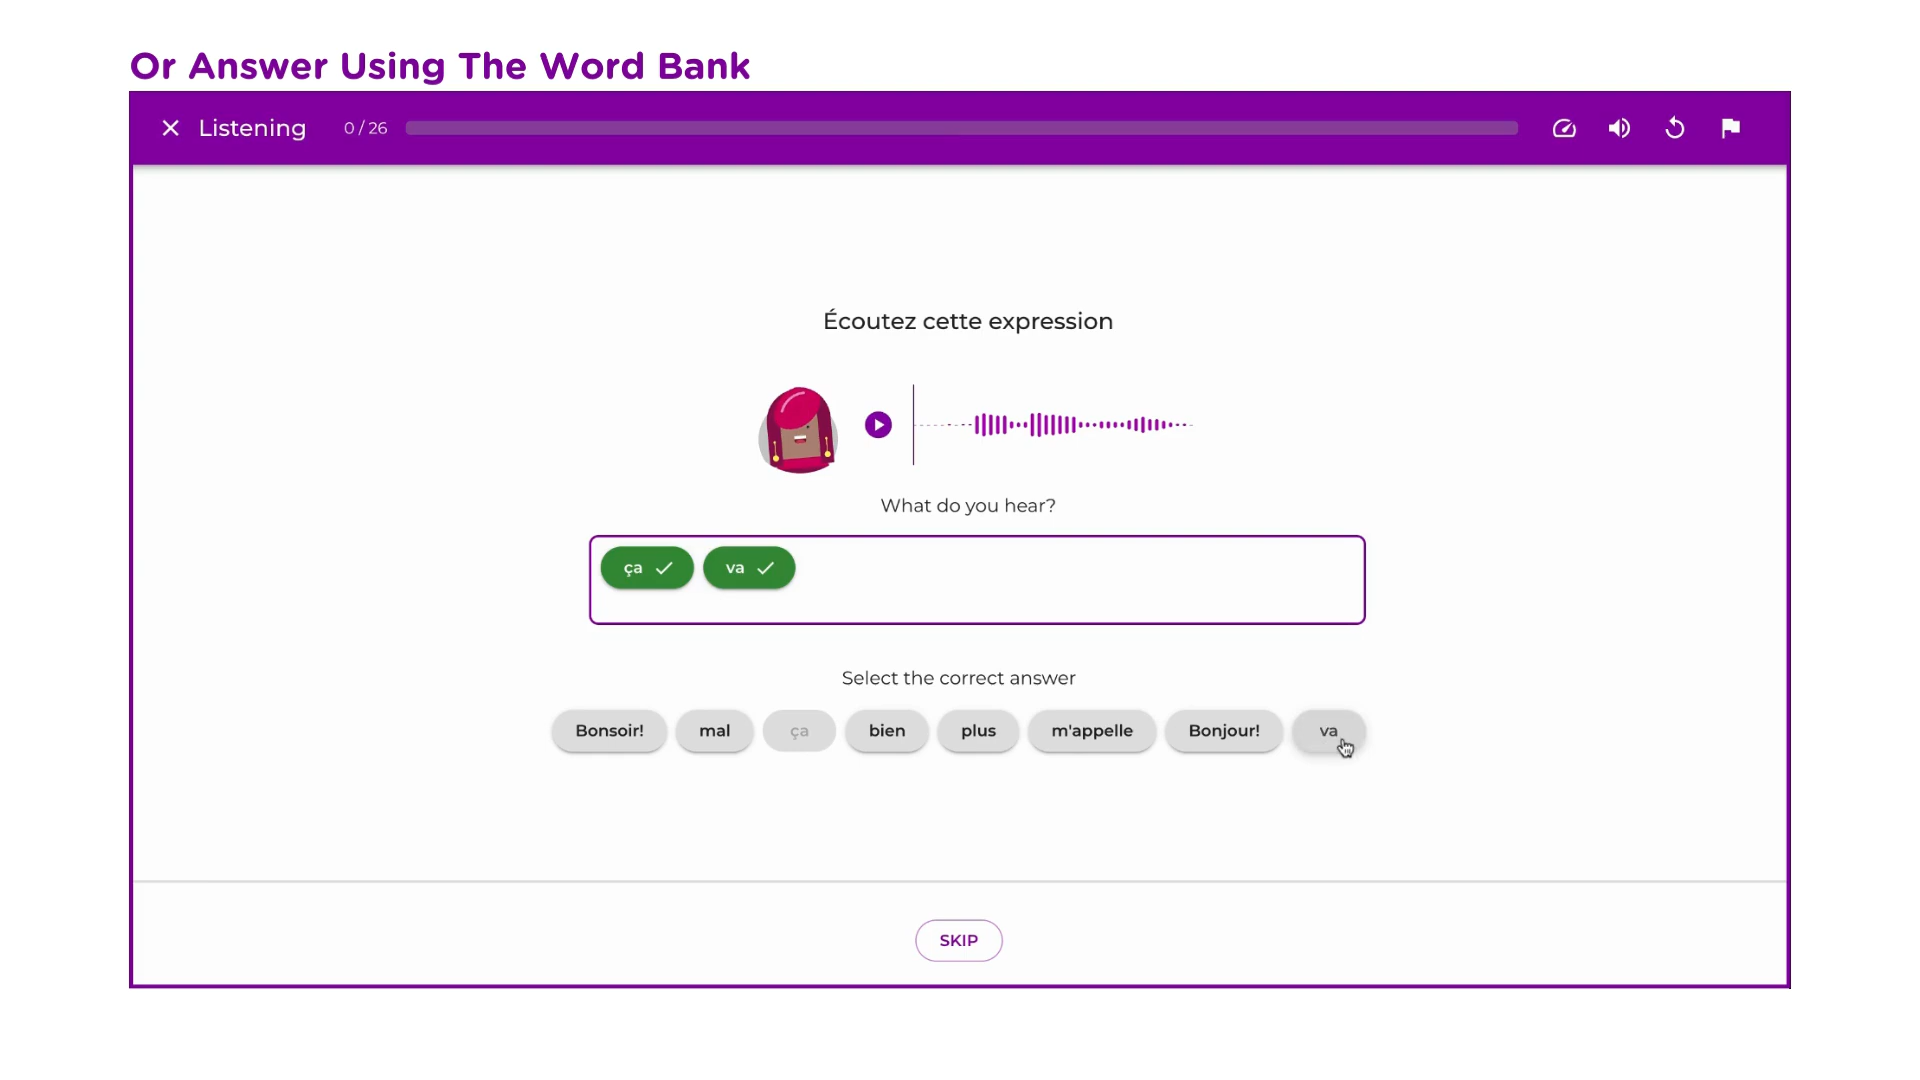 Or Answer Using The Word Bank
Listening 0 / 26
Écoutez cette expression
What do you hear?
ça va
Select the correct answer
Bonsoir! mal ça bien plus m'appelle Bonjour! va
SKIP